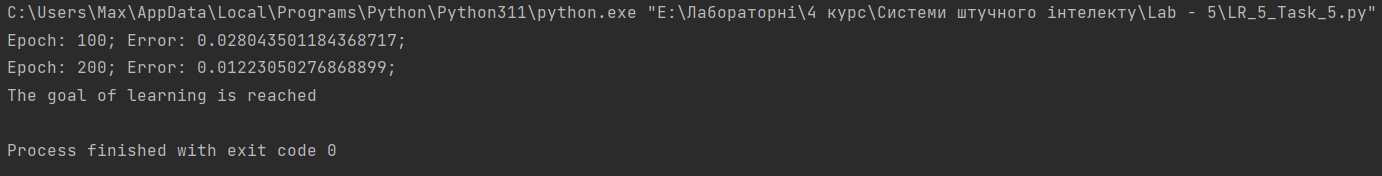 C:\Users\Max\AppData\Local\Programs\Python\Python311\python.exe "E:\Лабораторні\4 курс\Системи штучного інтелекту\Lab - 5\LR_5_Task_5.py"
Epoch: 100; Error: 0.028043501184368717;
Epoch: 200; Error: 0.01223050276868899;
The goal of learning is reached
Process finished with exit code 0